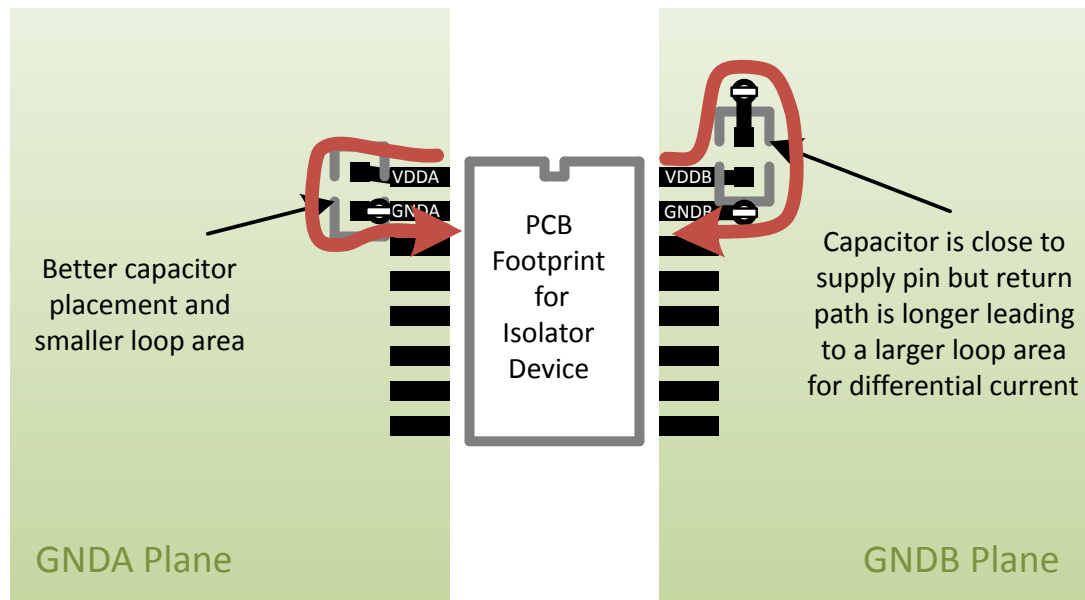 VDDA
GNDA
VDDB
GNDB
PCB
Footprint
for
Isolator
Device
Better capacitor
placement and
smaller loop area
Capacitor is close to
supply pin but return
path is longer leading
to a larger loop area
for differential current
GNDA Plane
GNDB Plane